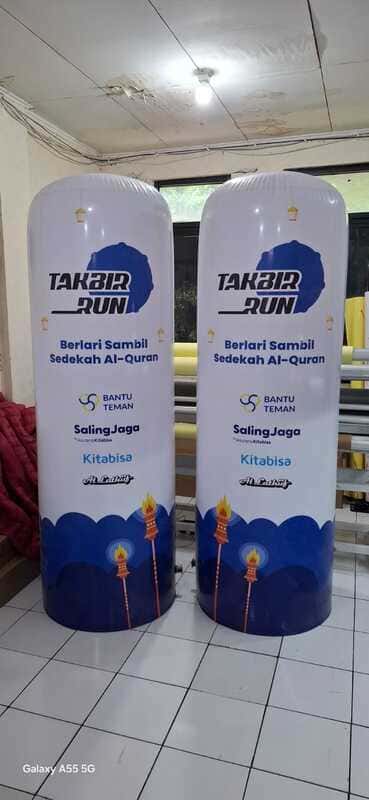 TAKBIR
RUN
Berlari Sambil
Sedekah Al-Quran
BANTU
TEMAN
SalingJaga
Kitabisa
TAKBIR
RUN
Berlari Sambil
Sedekah Al-Quran
BANTU
TEMAN
SalingJaga
Kitabisa
Galaxy A55 5G